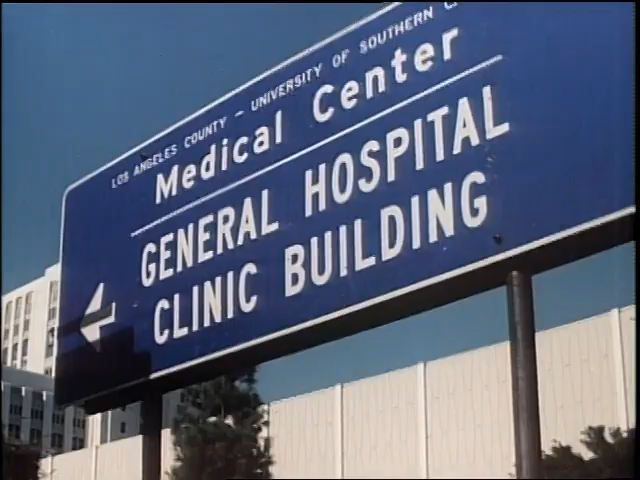 LOS ANGELES COUNTY - UNIVERSITY OF SOUTHERN
Medical Center
GENERAL HOSPITAL
CLINIC BUILDING